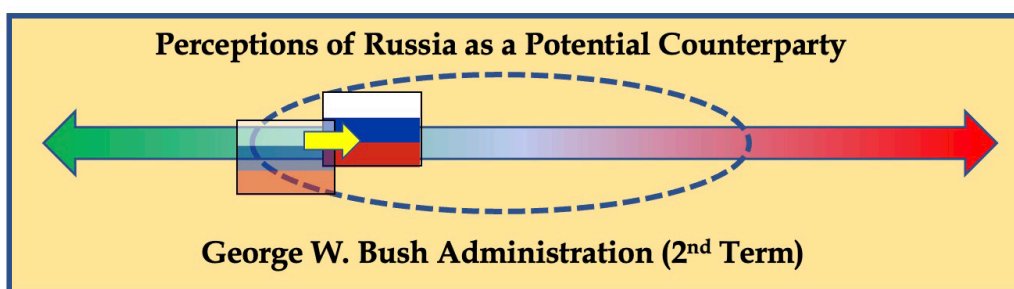 Perceptions of Russia as a Potential Counterparty
George W. Bush Administration (2nd Term)